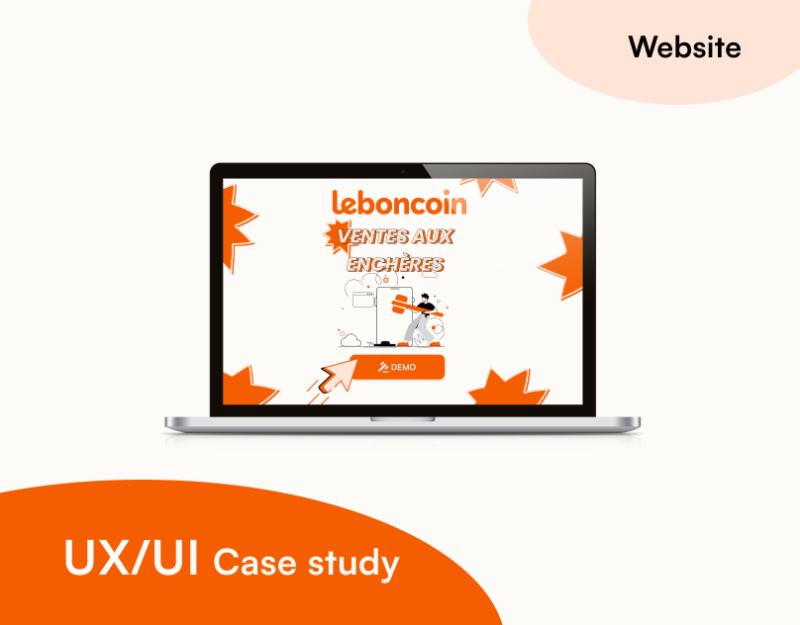 Website
leboncoin
VENTES AUX
ENCHÈRES
DEMO
UX/UI Case study